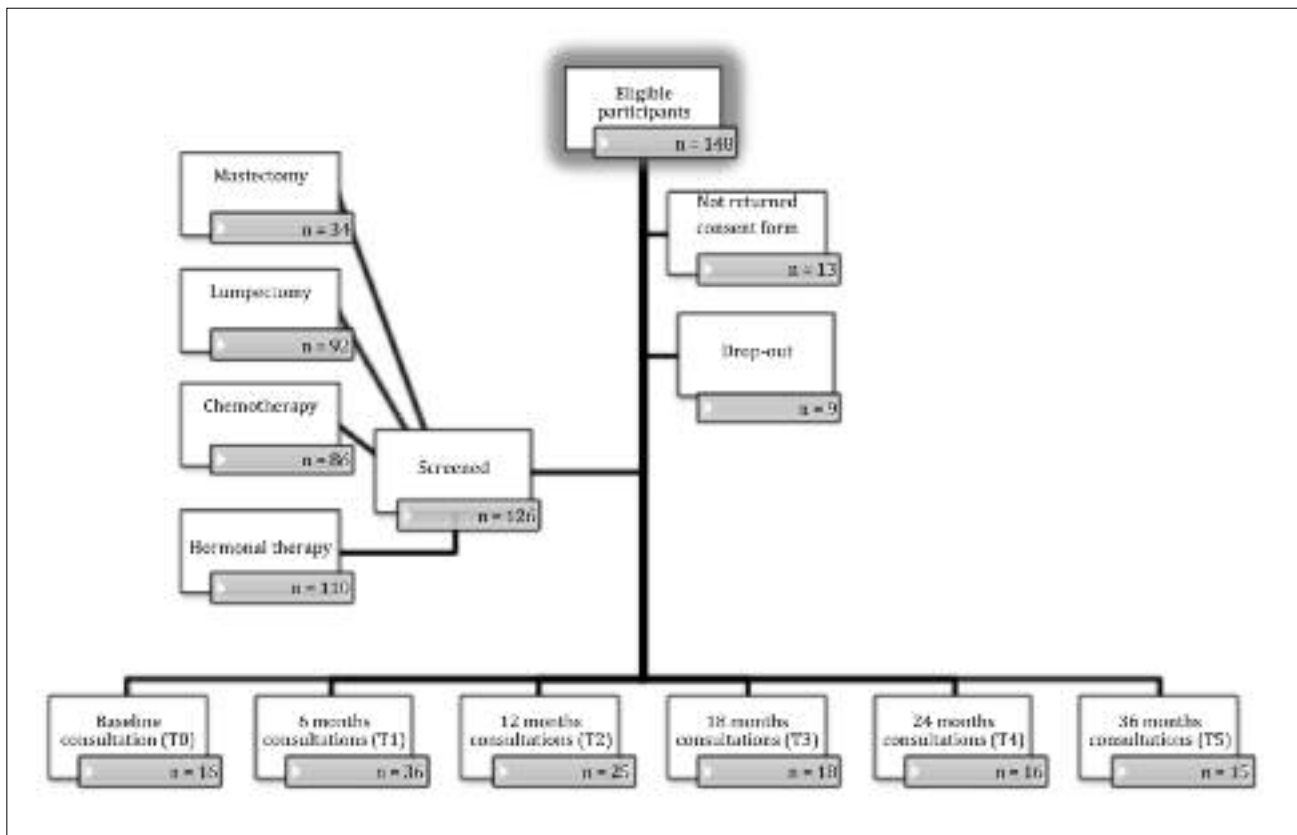 Eligible
participants
n = 148
Mastectomy
n = 34
Lumpectomy
n = 92
Chemotherapy
n = 86
Hormonal therapy
n = 110
Screened
n = 126
Not returned
consent form
n = 13
Drop-out
n = 9
Baseline
consultation (T0)
n = 16
6 months
consultations (T1)
n = 36
12 months
consultations (T2)
n = 25
18 months
consultations (T3)
n = 18
24 months
consultations (T4)
n = 16
36 months
consultations (T5)
n = 15